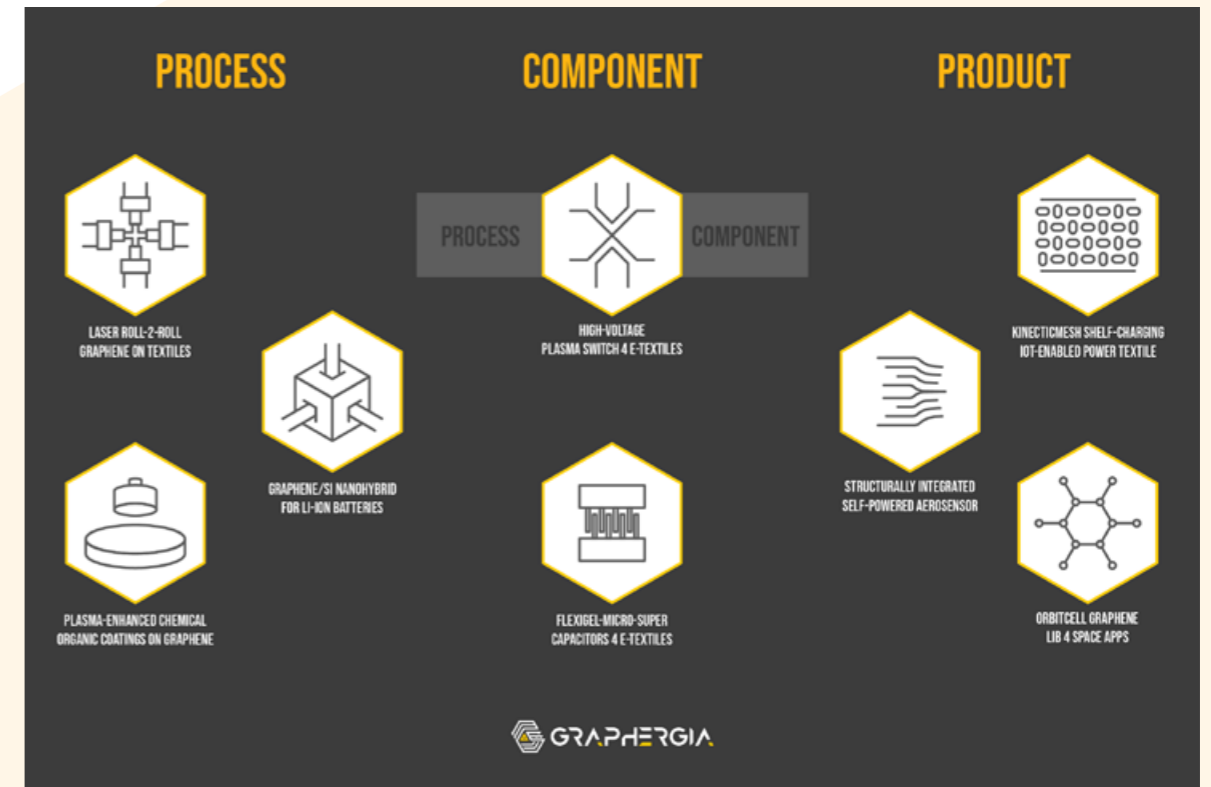 PROCESS
COMPONENT
PRODUCT
PROCESS
COMPONENT
LASER ROLL-2-ROLL
GRAPHENE ON TEXTILES
HIGH-VOLTAGE
PLASMA SWITCH 4 E-TEXTILES
KINECTICMESH SHELF-CHARGING
IOT-ENABLED POWER TEXTILE
GRAPHENE/SI NANOHYBRID
FOR LI-ION BATTERIES
STRUCTURALLY INTEGRATED
SELF-POWERED AEROSENSOR
PLASMA-ENHANCED CHEMICAL
ORGANIC COATINGS ON GRAPHENE
FLEXIGEL-MICRO-SUPER
CAPACITORS 4 E-TEXTILES
ORBITCELL GRAPHENE
LIB 4 SPACE APPS
GRAPHERGIA